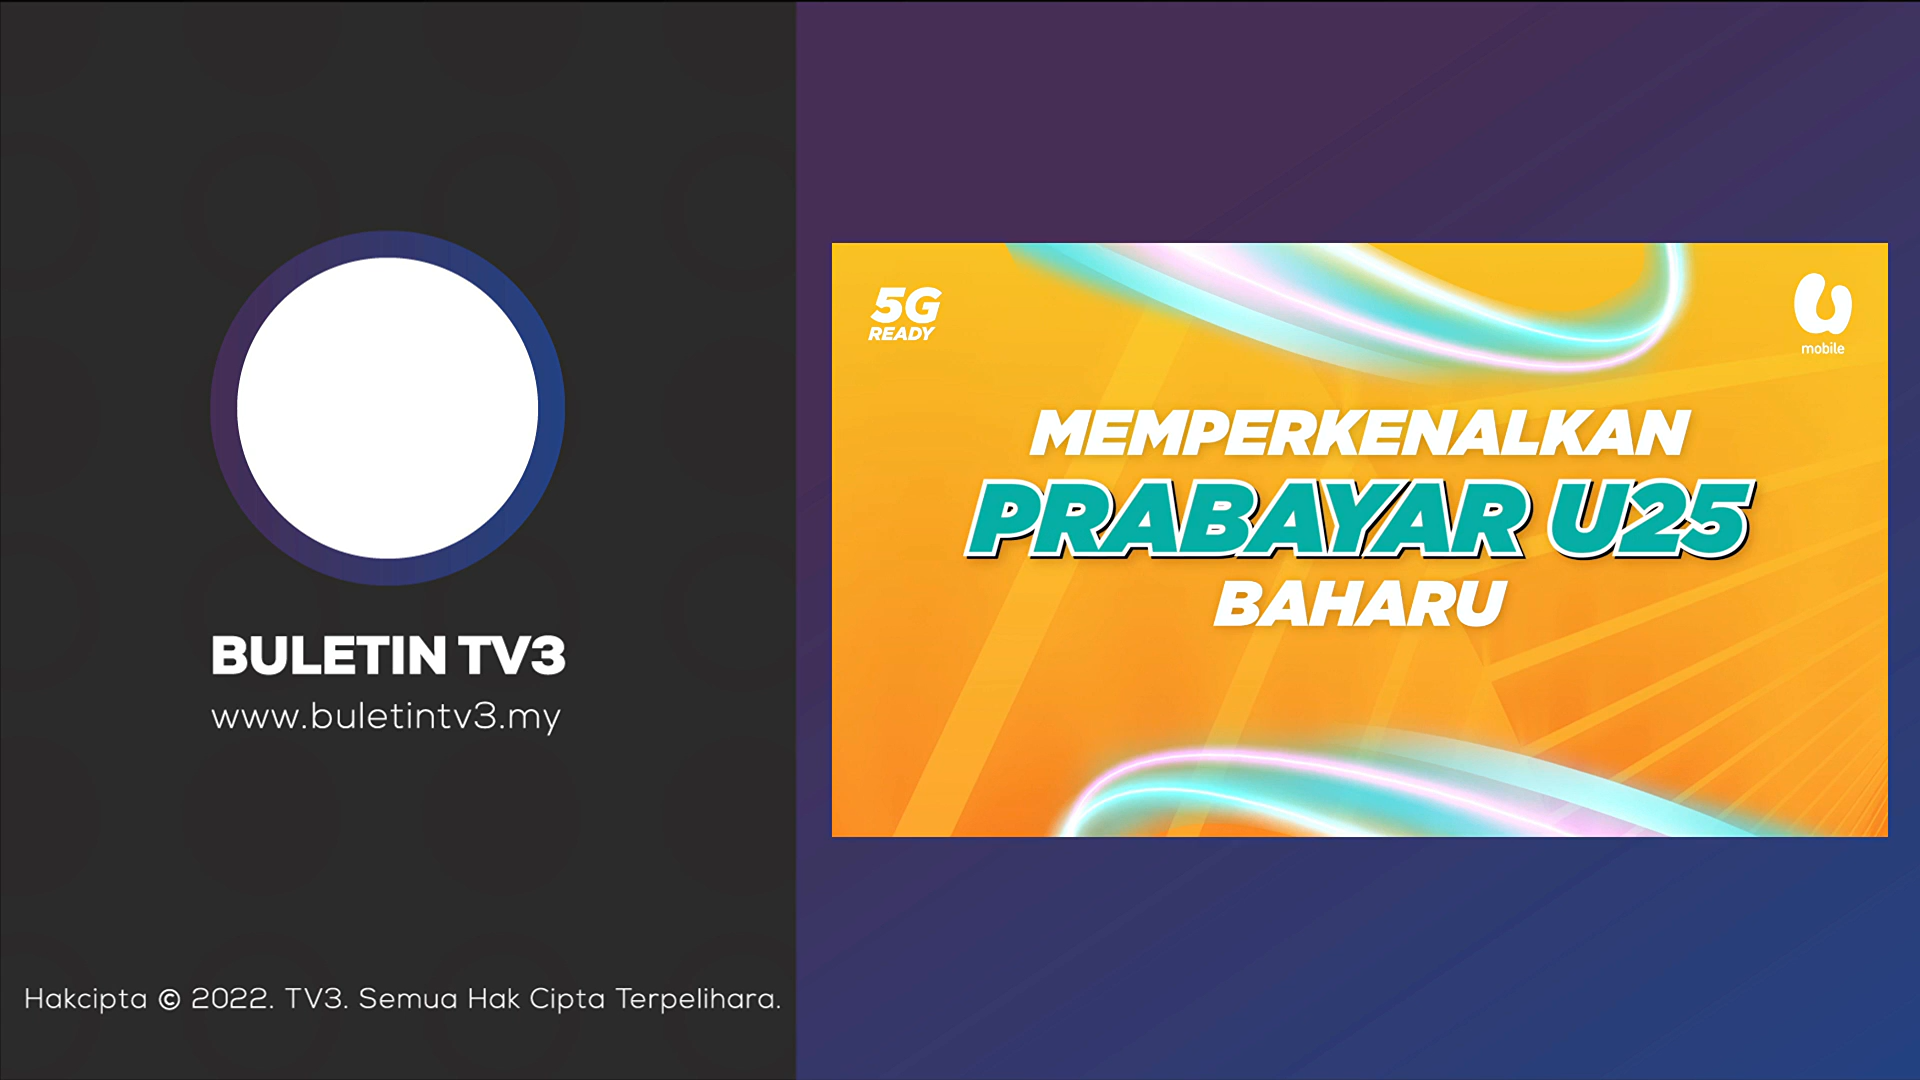 BULETIN TV3
www.buletintv3.my
Hakcipta © 2022. TV3. Semua Hak Cipta Terpelihara.
5G
READY
mobile
MEMPERKENALKAN
PRABAYAR U25
BAHARU